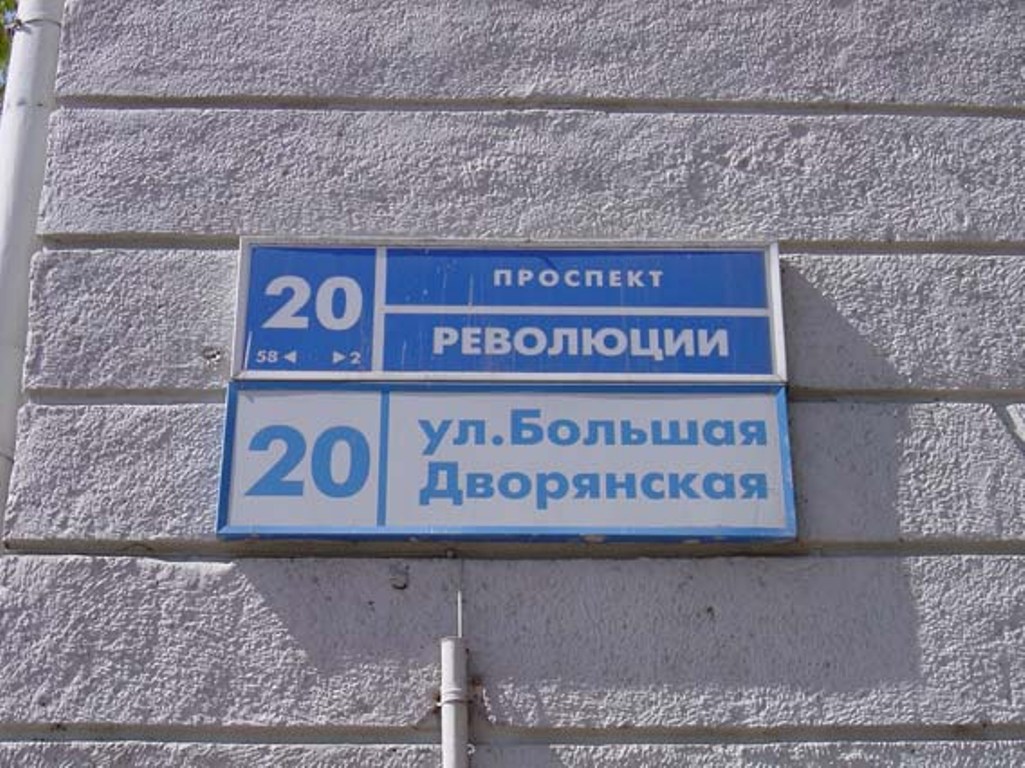 20
ПРОСПЕКТ
РЕВОЛЮЦИИ
58 ◄ ► 2
20
ул.Большая
Дворянская